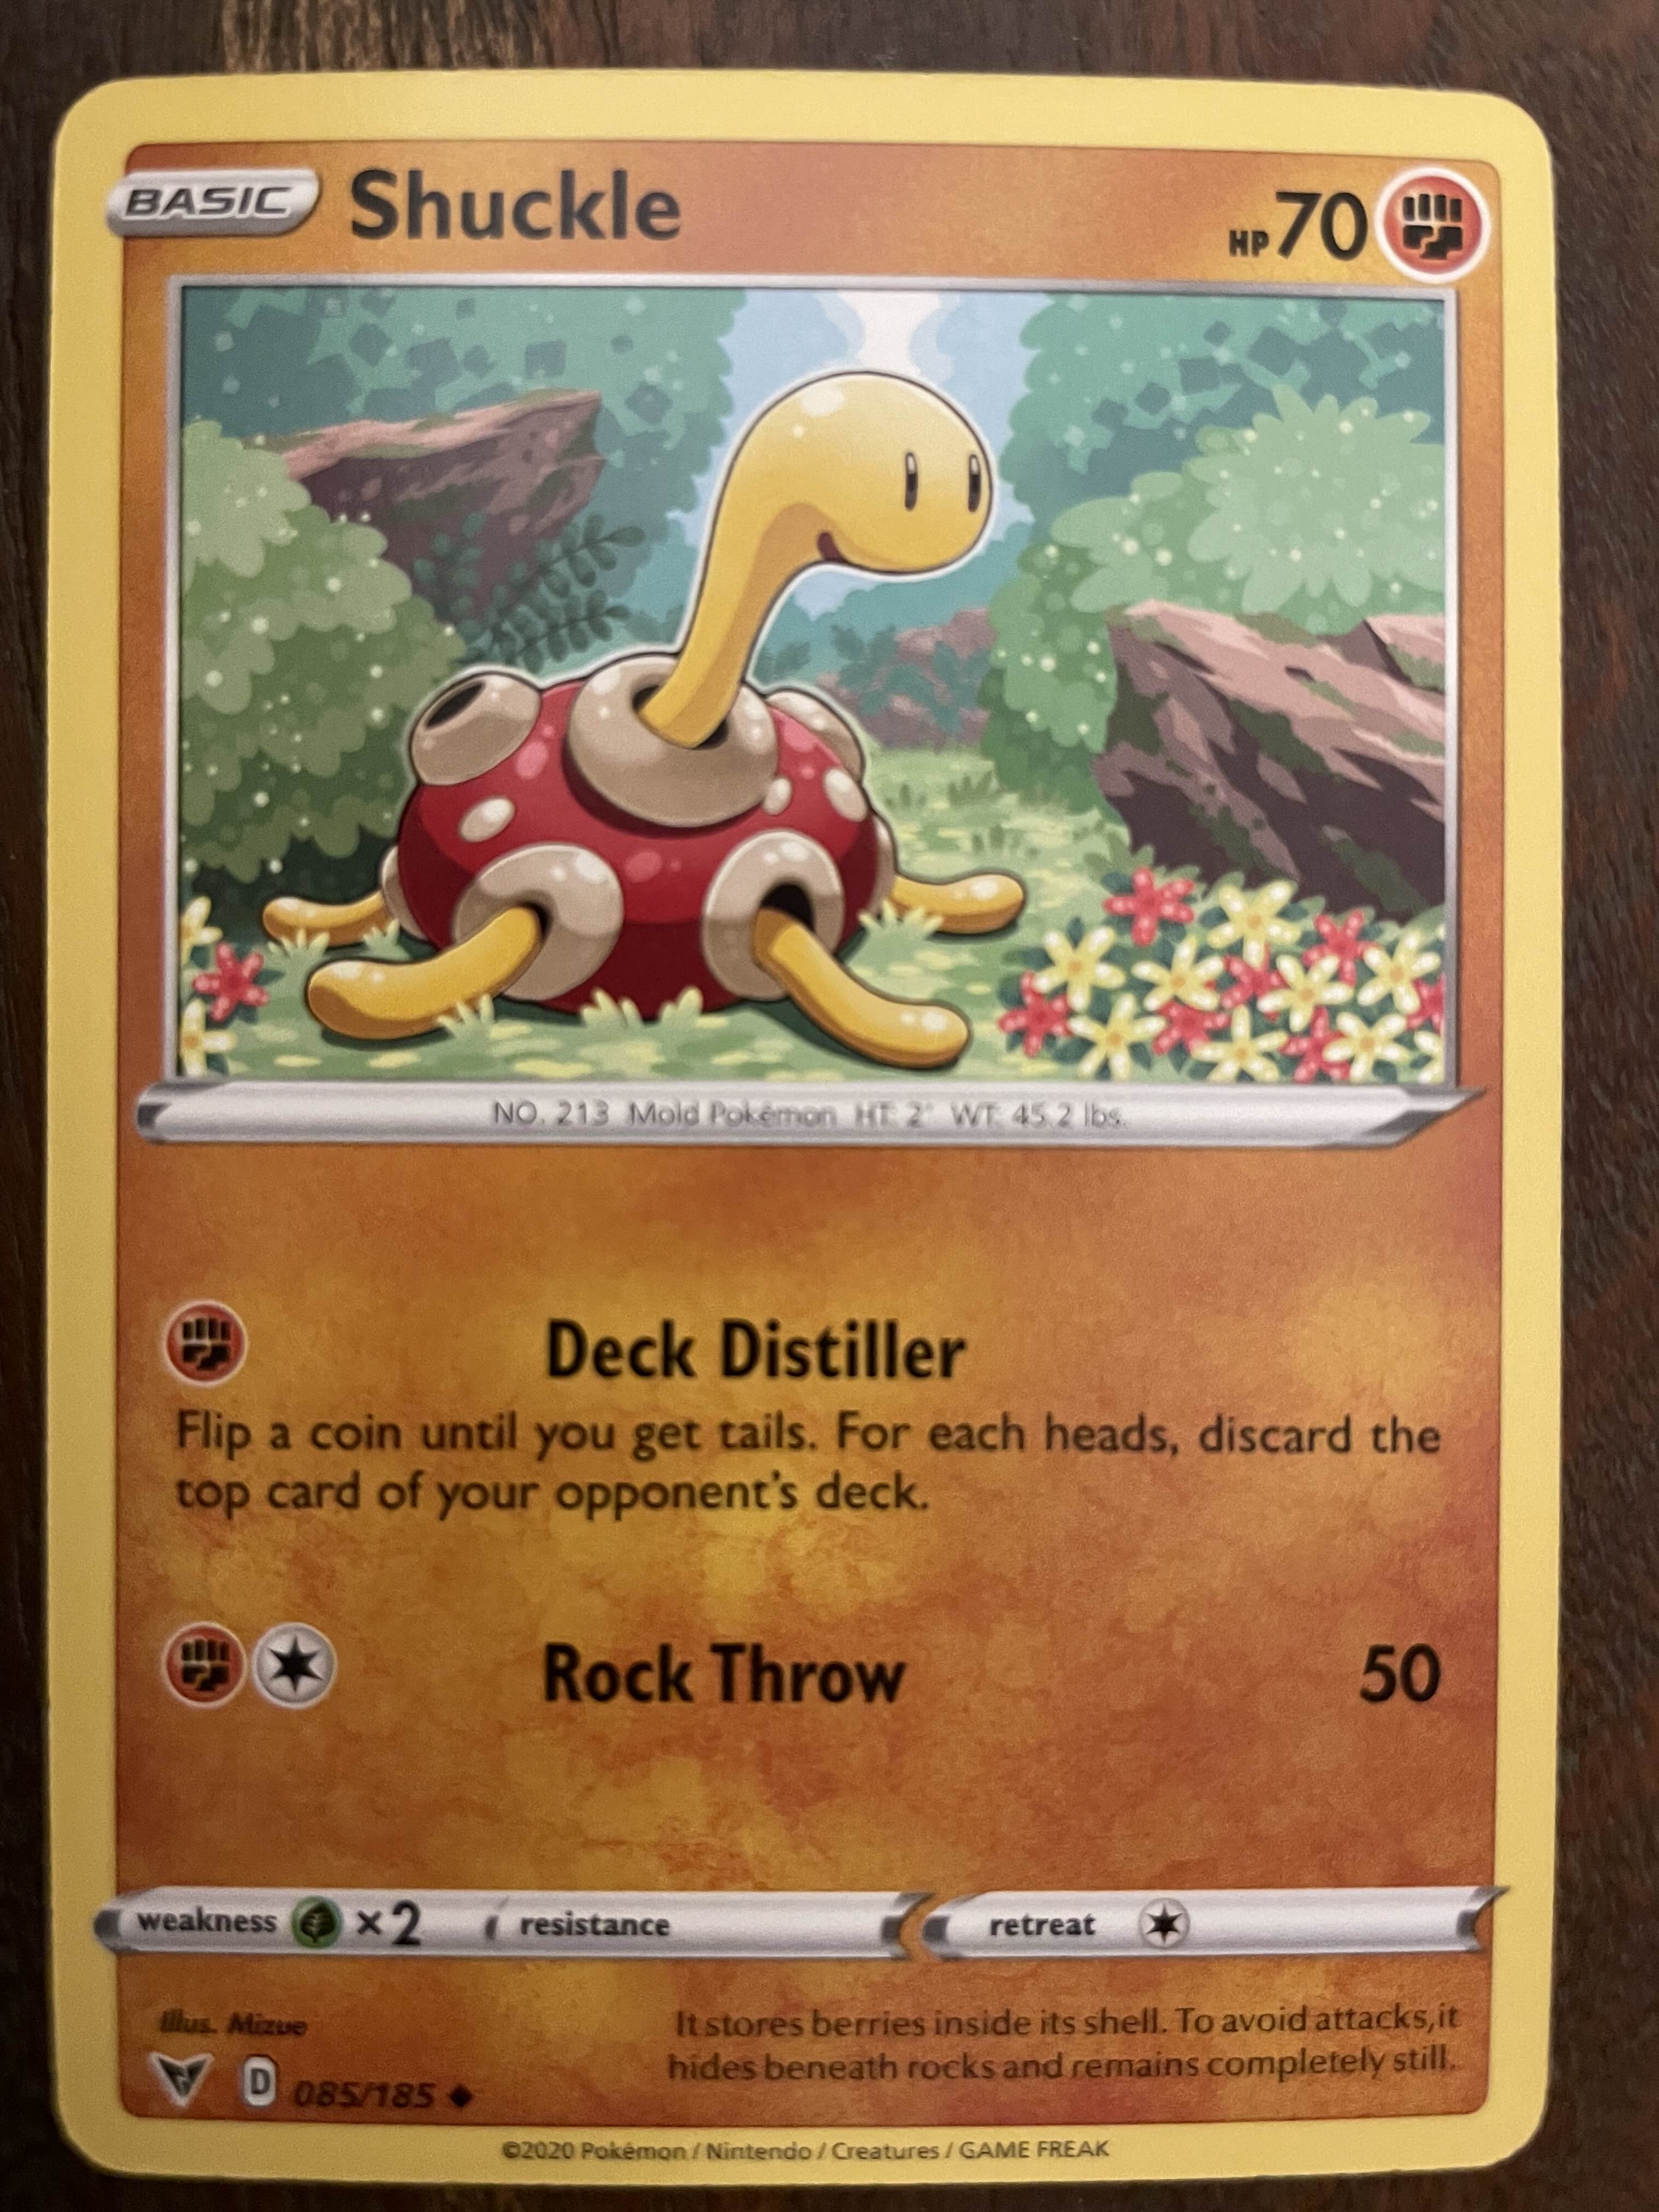 BASIC Shuckle HP 70
NO. 213 Mold Pokémon HT: 2' WT: 45.2 lbs.
Deck Distiller
Flip a coin until you get tails. For each heads, discard the
top card of your opponent's deck.
Rock Throw 50
weakness ×2 resistance retreat
Illus. Mizue
It stores berries inside its shell. To avoid attacks, it
hides beneath rocks and remains completely still.
D 085/185
©2020 Pokémon / Nintendo / Creatures / GAME FREAK